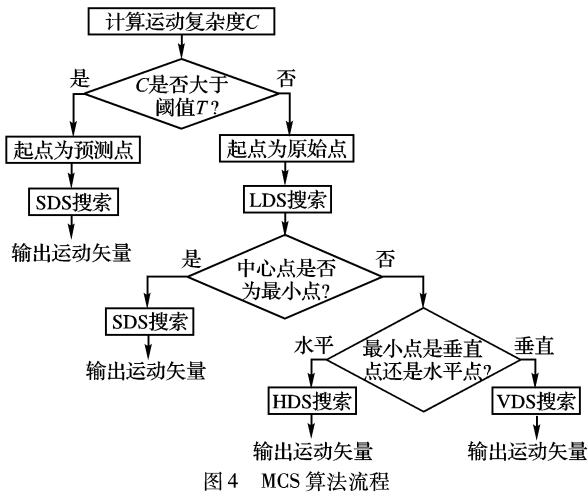 计算运动复杂度C
是
否
C是否大于
阈值T?
起点为预测点
起点为原始点
SDS搜索
LDS搜索
输出运动矢量
是
否
中心点是否
为最小点?
SDS搜索
输出运动矢量
水平
垂直
最小点是垂直
点还是水平点?
HDS搜索
VDS搜索
输出运动矢量
输出运动矢量
图4 MCS 算法流程